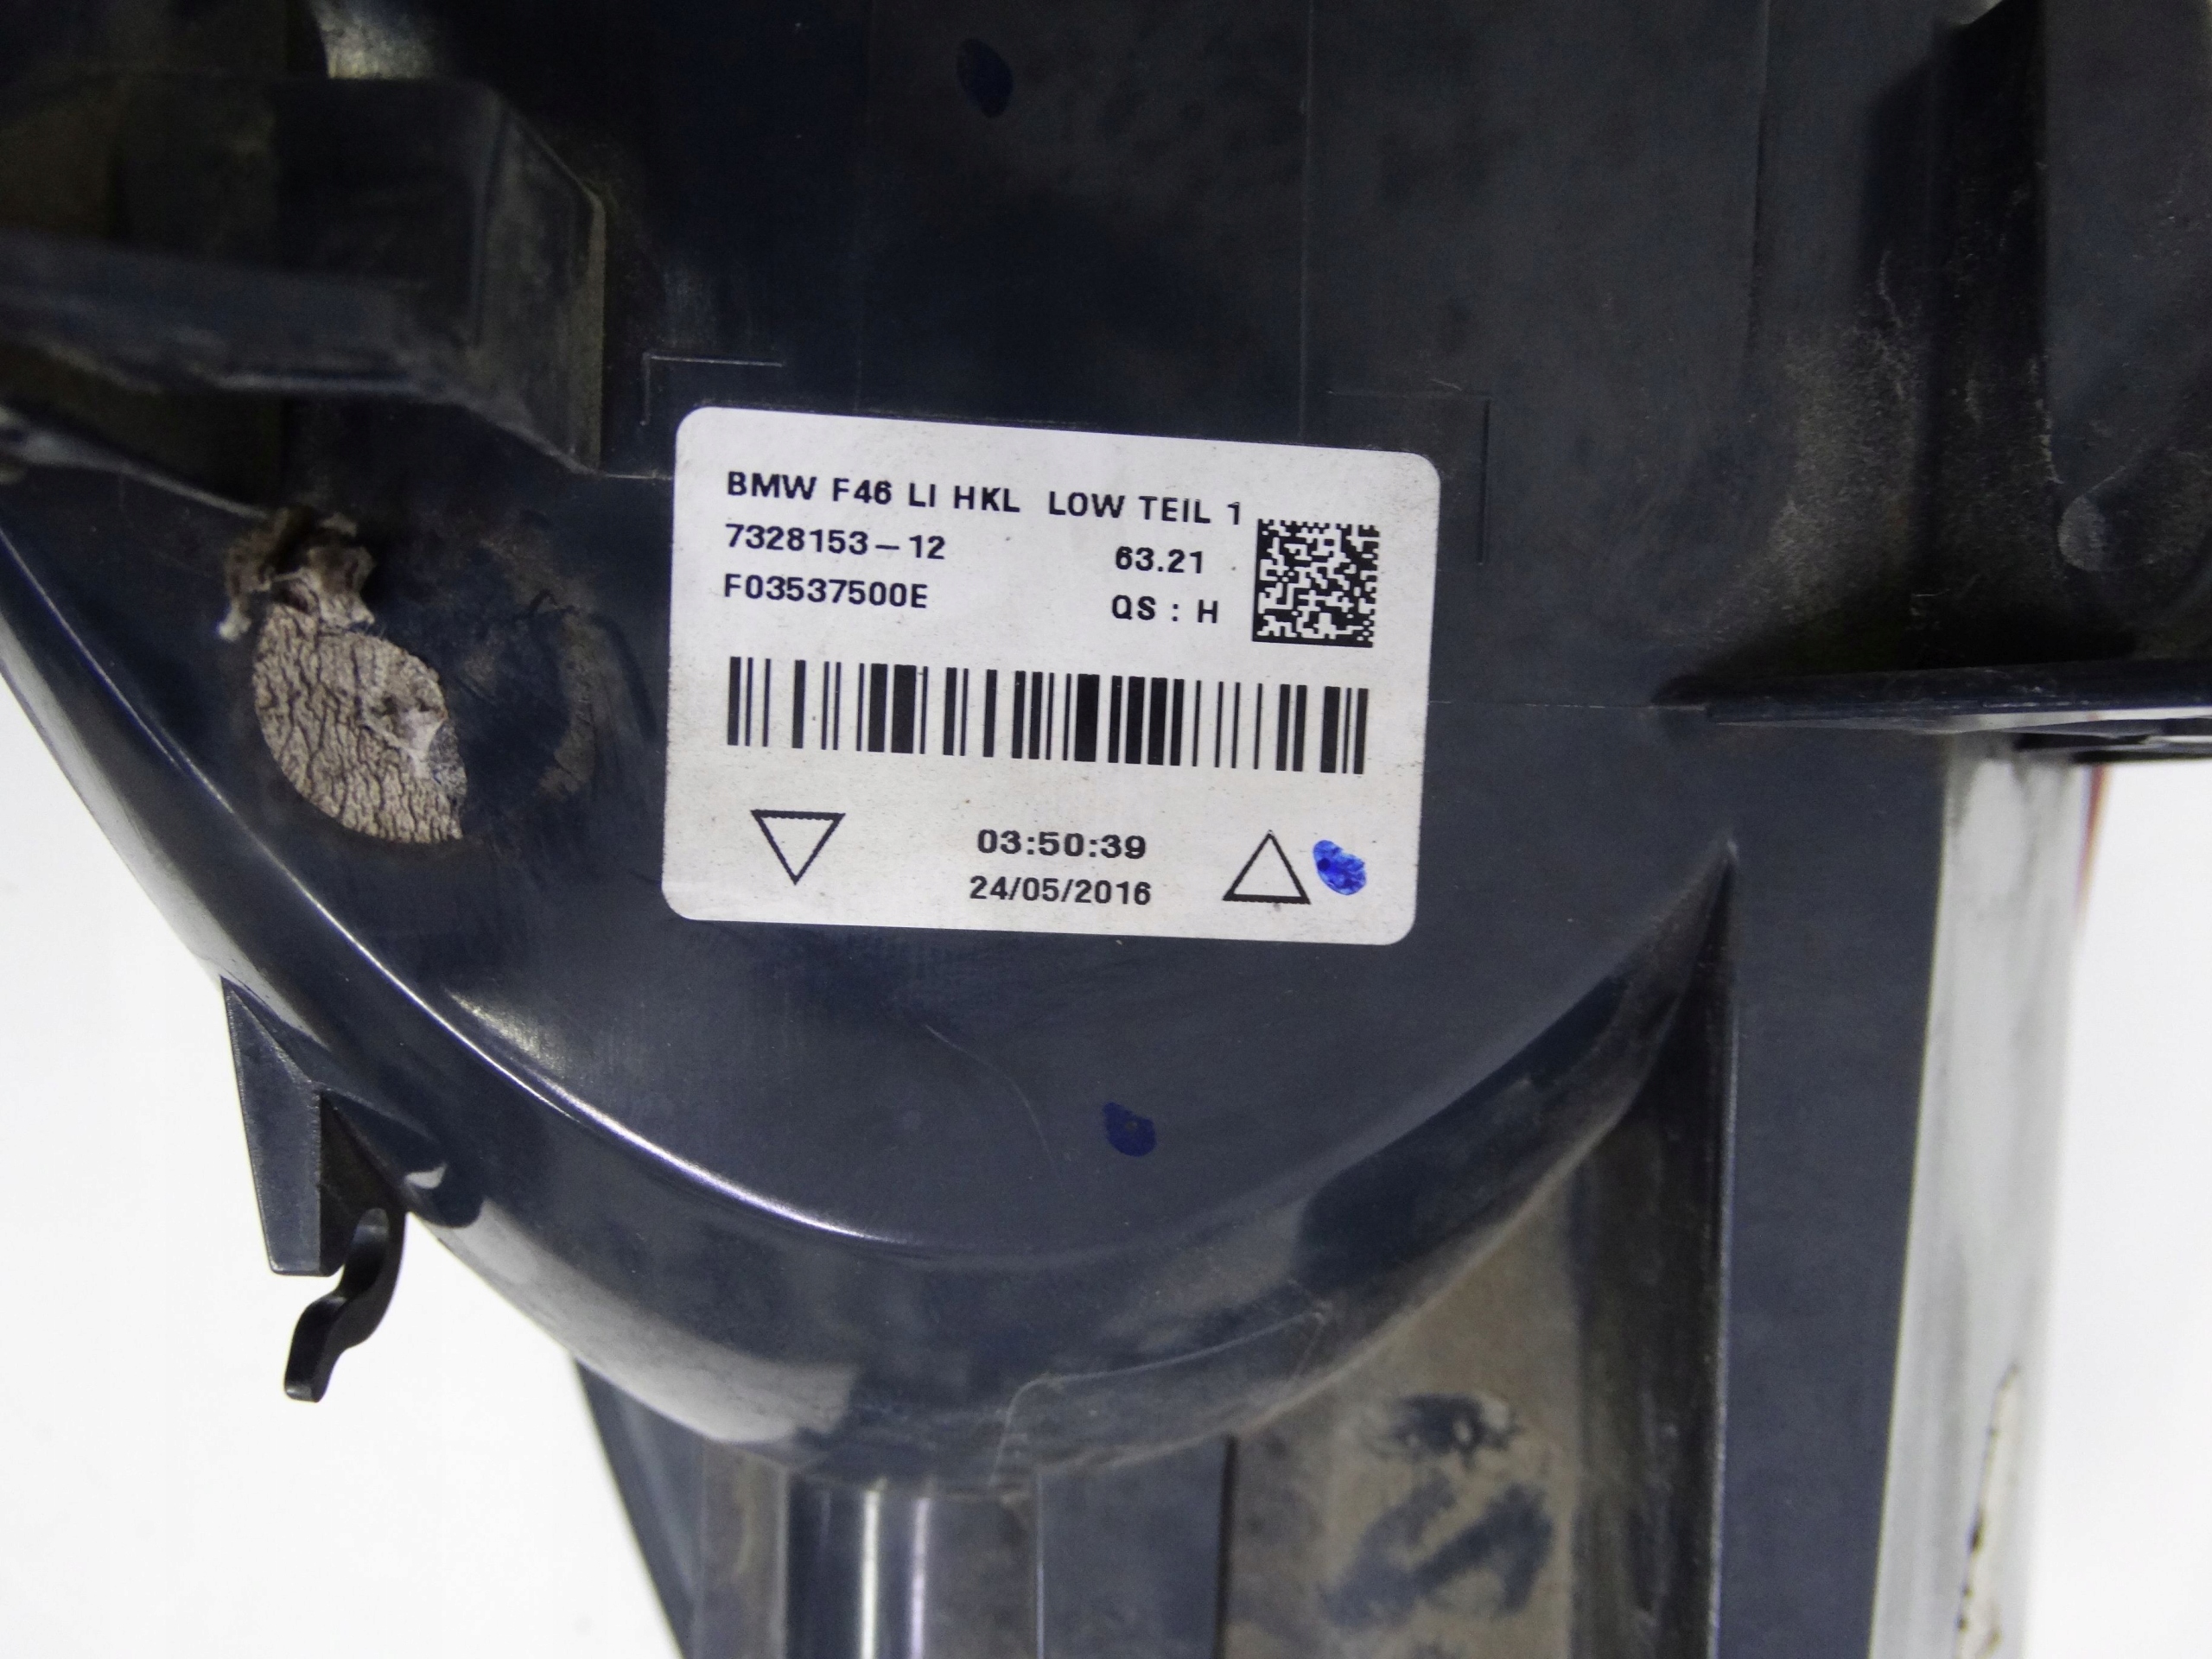 BMW F46 LI HKL LOW TEIL 1
7328153-12 63.21
F03537500E QS : H
03:50:39
24/05/2016